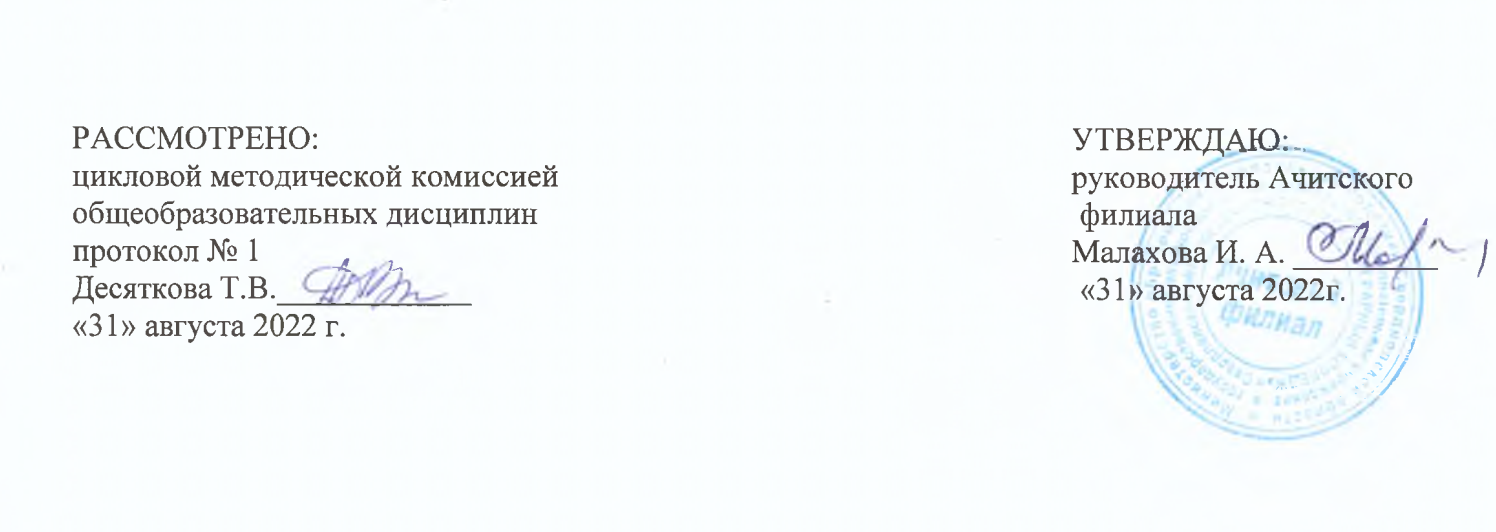 РАССМОТРЕНО:
цикловой методической комиссией
общеобразовательных дисциплин
протокол № 1
Десяткова Т.В.
«31» августа 2022 г.
УТВЕРЖДАЮ:
руководитель Ачитского
филиала
Малахова И. А.
«31» августа 2022г.
филиал